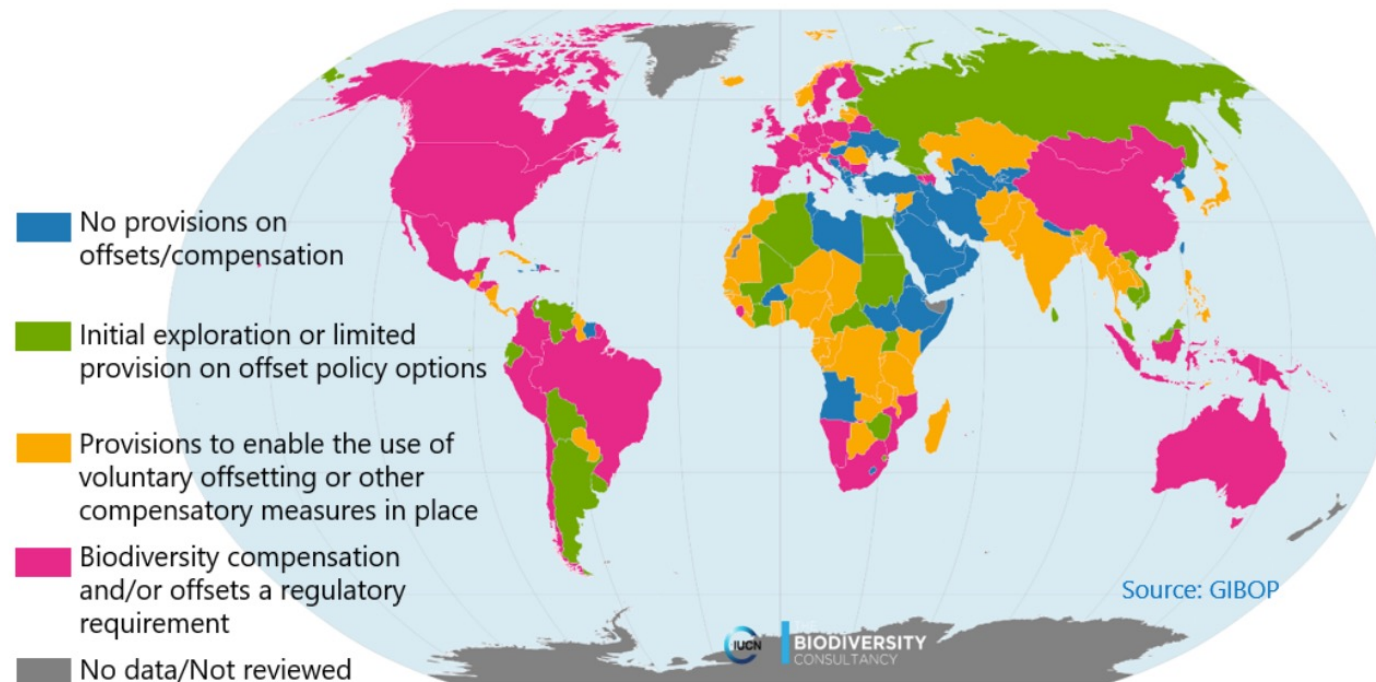 No provisions on
offsets/compensation
Initial exploration or limited
provision on offset policy options
Provisions to enable the use of
voluntary offsetting or other
compensatory measures in place
Biodiversity compensation
and/or offsets a regulatory
requirement
No data/Not reviewed
Source: GIBOP
IUCN
BIODIVERSITY
CONSULTANCY